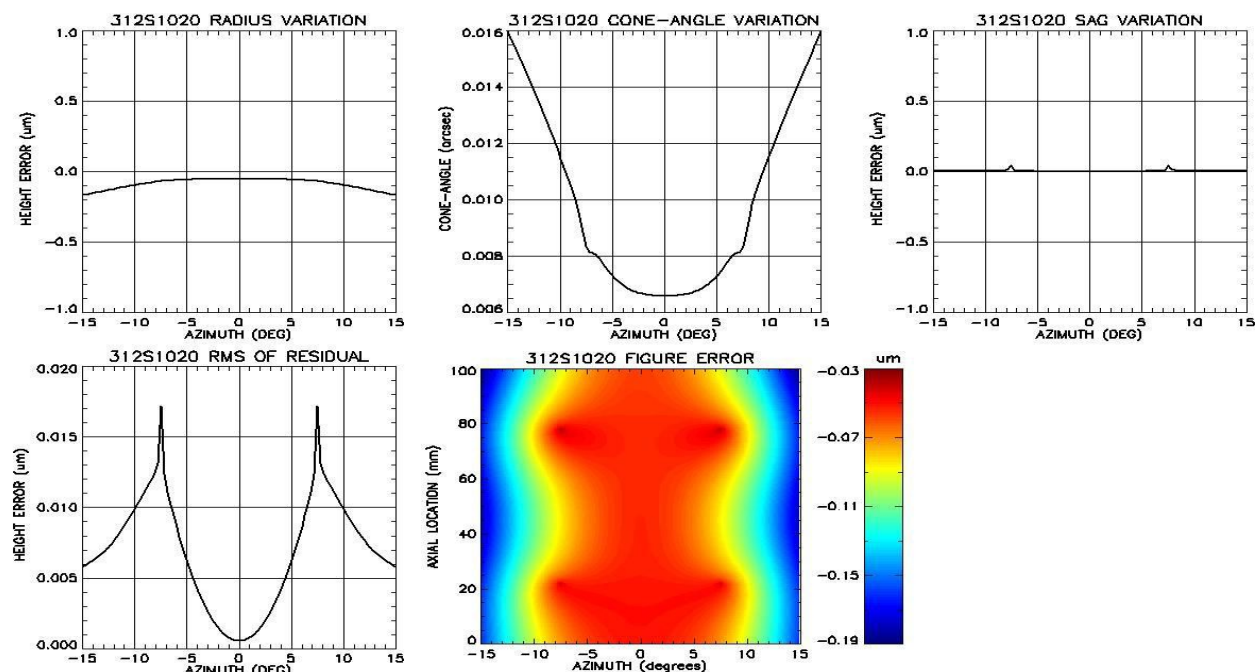 312S1020 RADIUS VARIATION
1.0
0.5
0.0
−0.5
−1.0
HEIGHT ERROR (um)
−15 −10 −5 0 5 10 15
AZIMUTH (DEG)
312S1020 CONE−ANGLE VARIATION
0.016
0.014
0.012
0.010
0.008
0.006
CONE−ANGLE (arcsec)
−15 −10 −5 0 5 10 15
AZIMUTH (DEG)
312S1020 SAG VARIATION
1.0
0.5
0.0
−0.5
−1.0
HEIGHT ERROR (um)
−15 −10 −5 0 5 10 15
AZIMUTH (DEG)
312S1020 RMS OF RESIDUAL
0.020
0.015
0.010
0.005
0.000
HEIGHT ERROR (um)
−15 −10 −5 0 5 10 15
AZIMUTH (DEG)
312S1020 FIGURE ERROR
100
80
60
40
20
0
AXIAL LOCATION (mm)
−15 −10 −5 0 5 10 15
AZIMUTH (degrees)
um
−0.03
−0.07
−0.11
−0.15
−0.19